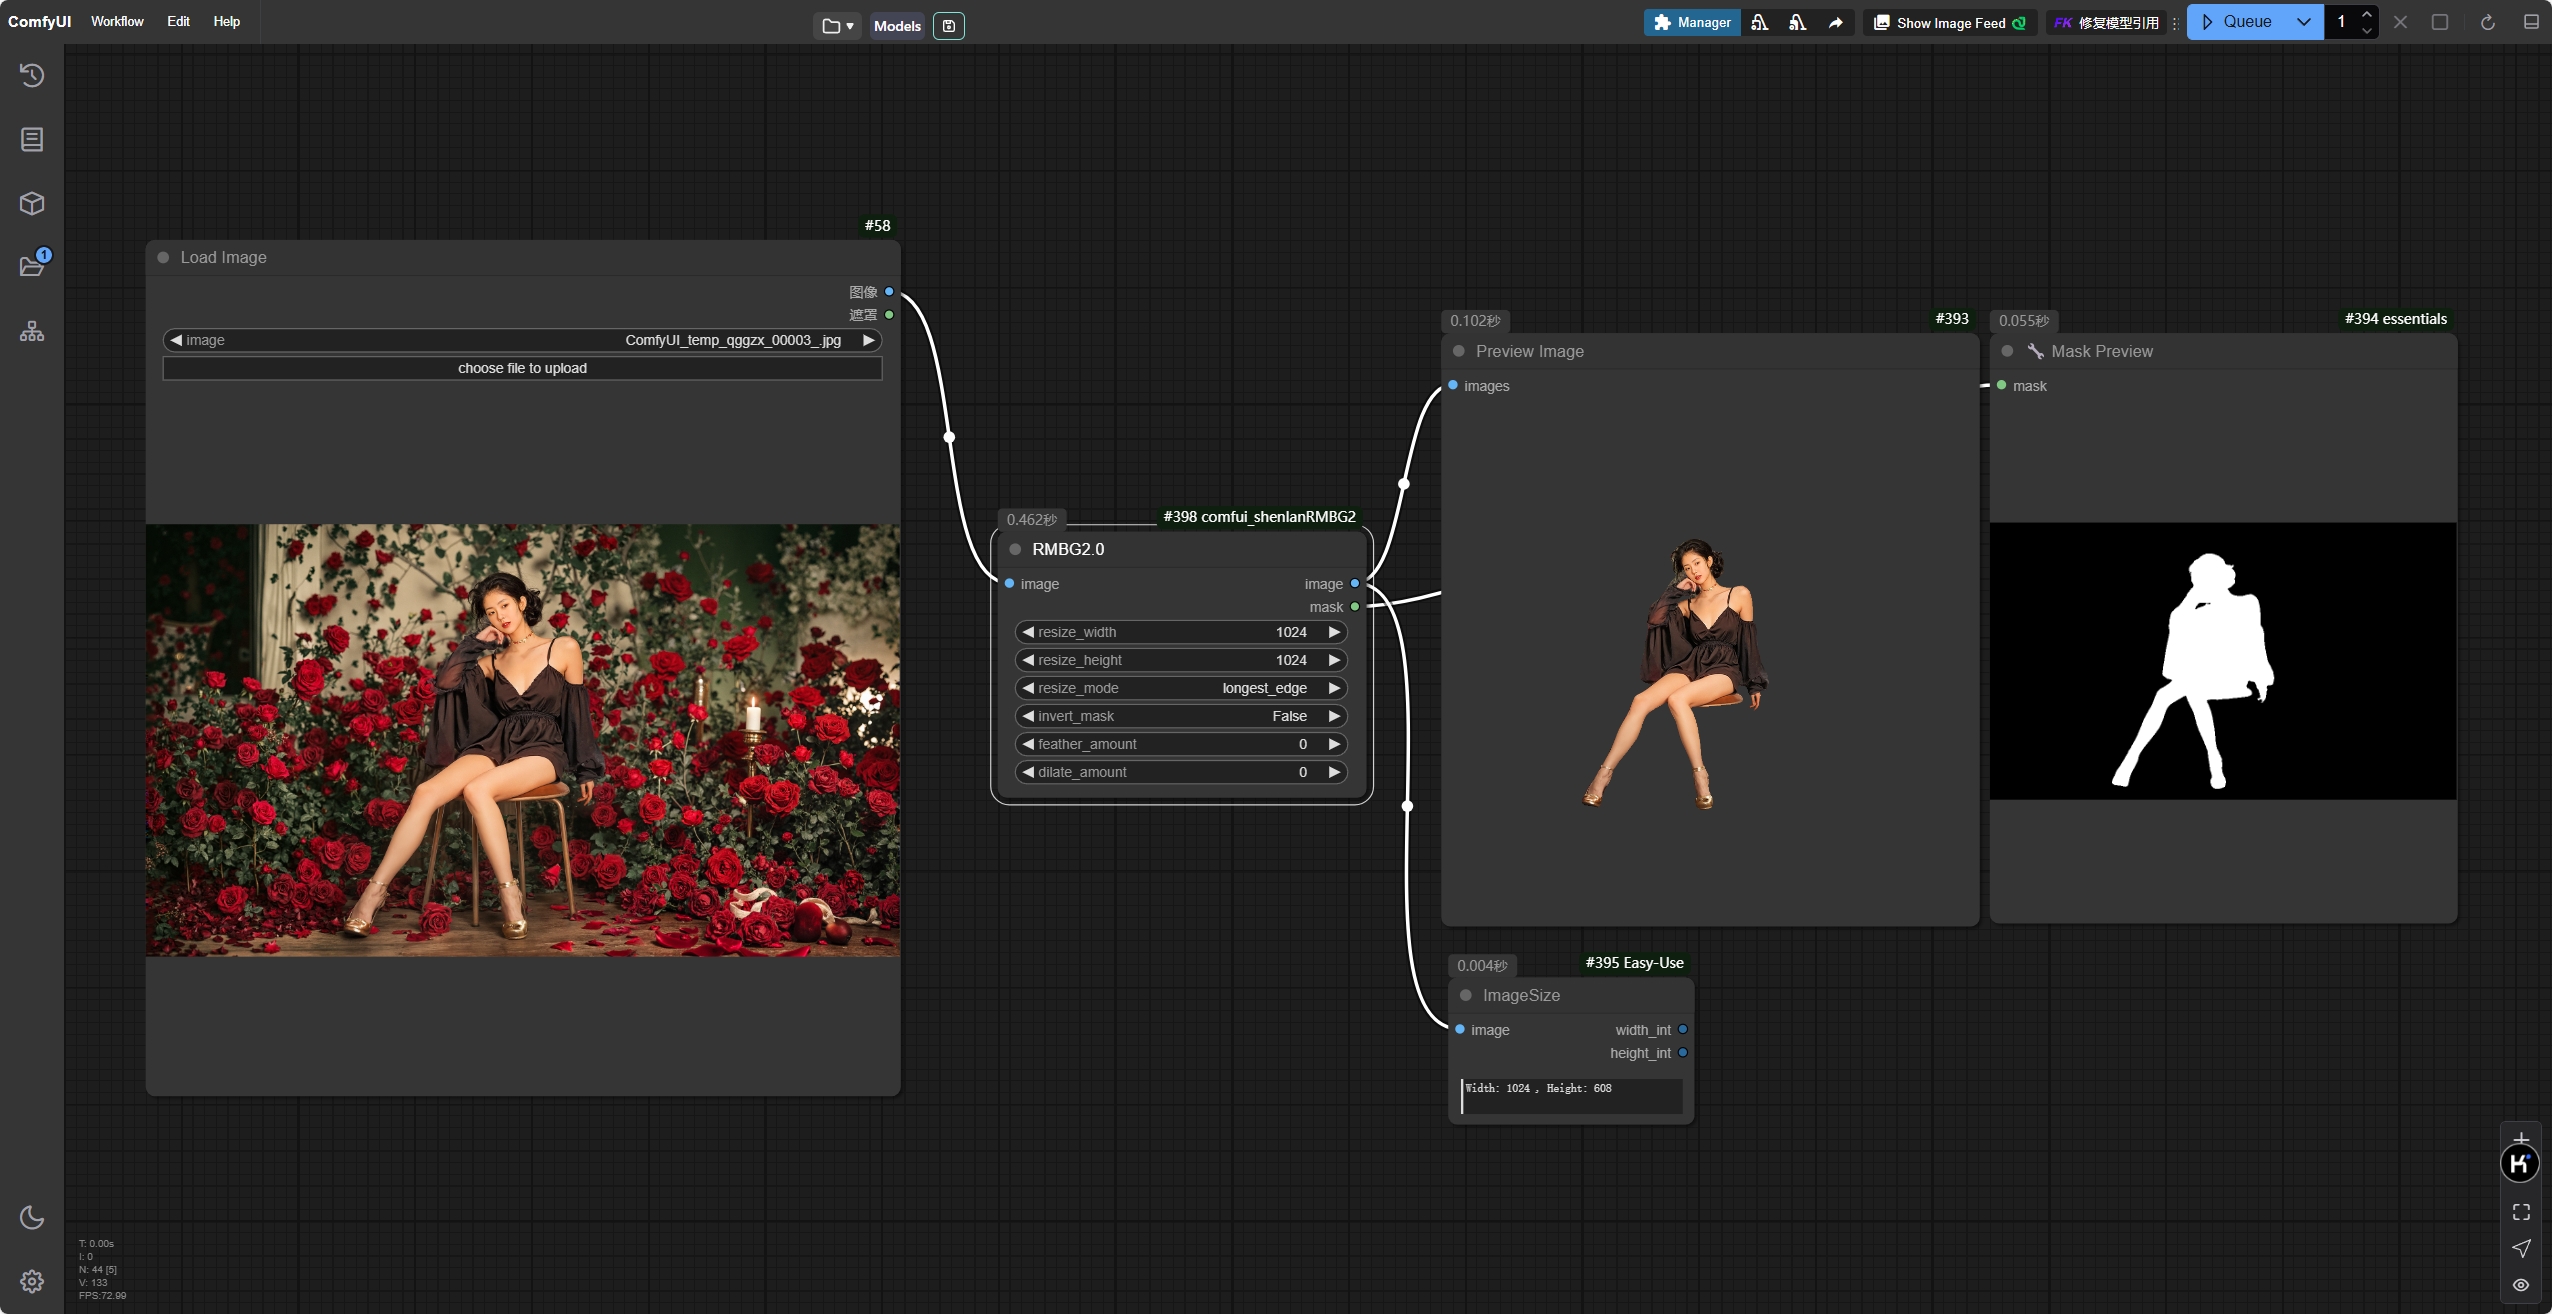 ComfyUI Workflow Edit Help
Models
Manager
Show Image Feed
FK 修复模型引用
Queue
1
1
#58
Load Image
图像
遮罩
image ComfyUI_temp_qggzx_00003_.jpg
choose file to upload
0.462秒
#398 comfui_shenlanRMBG2
RMBG2.0
image image
mask
resize_width 1024
resize_height 1024
resize_mode longest_edge
invert_mask False
feather_amount 0
dilate_amount 0
0.102秒
#393
Preview Image
images
0.055秒
#394 essentials
Mask Preview
mask
0.004秒
#395 Easy-Use
ImageSize
image width_int
height_int
Width: 1024 , Height: 608
T: 0.00s
I: 0
N: 44 [5]
V: 133
FPS:72.99
K